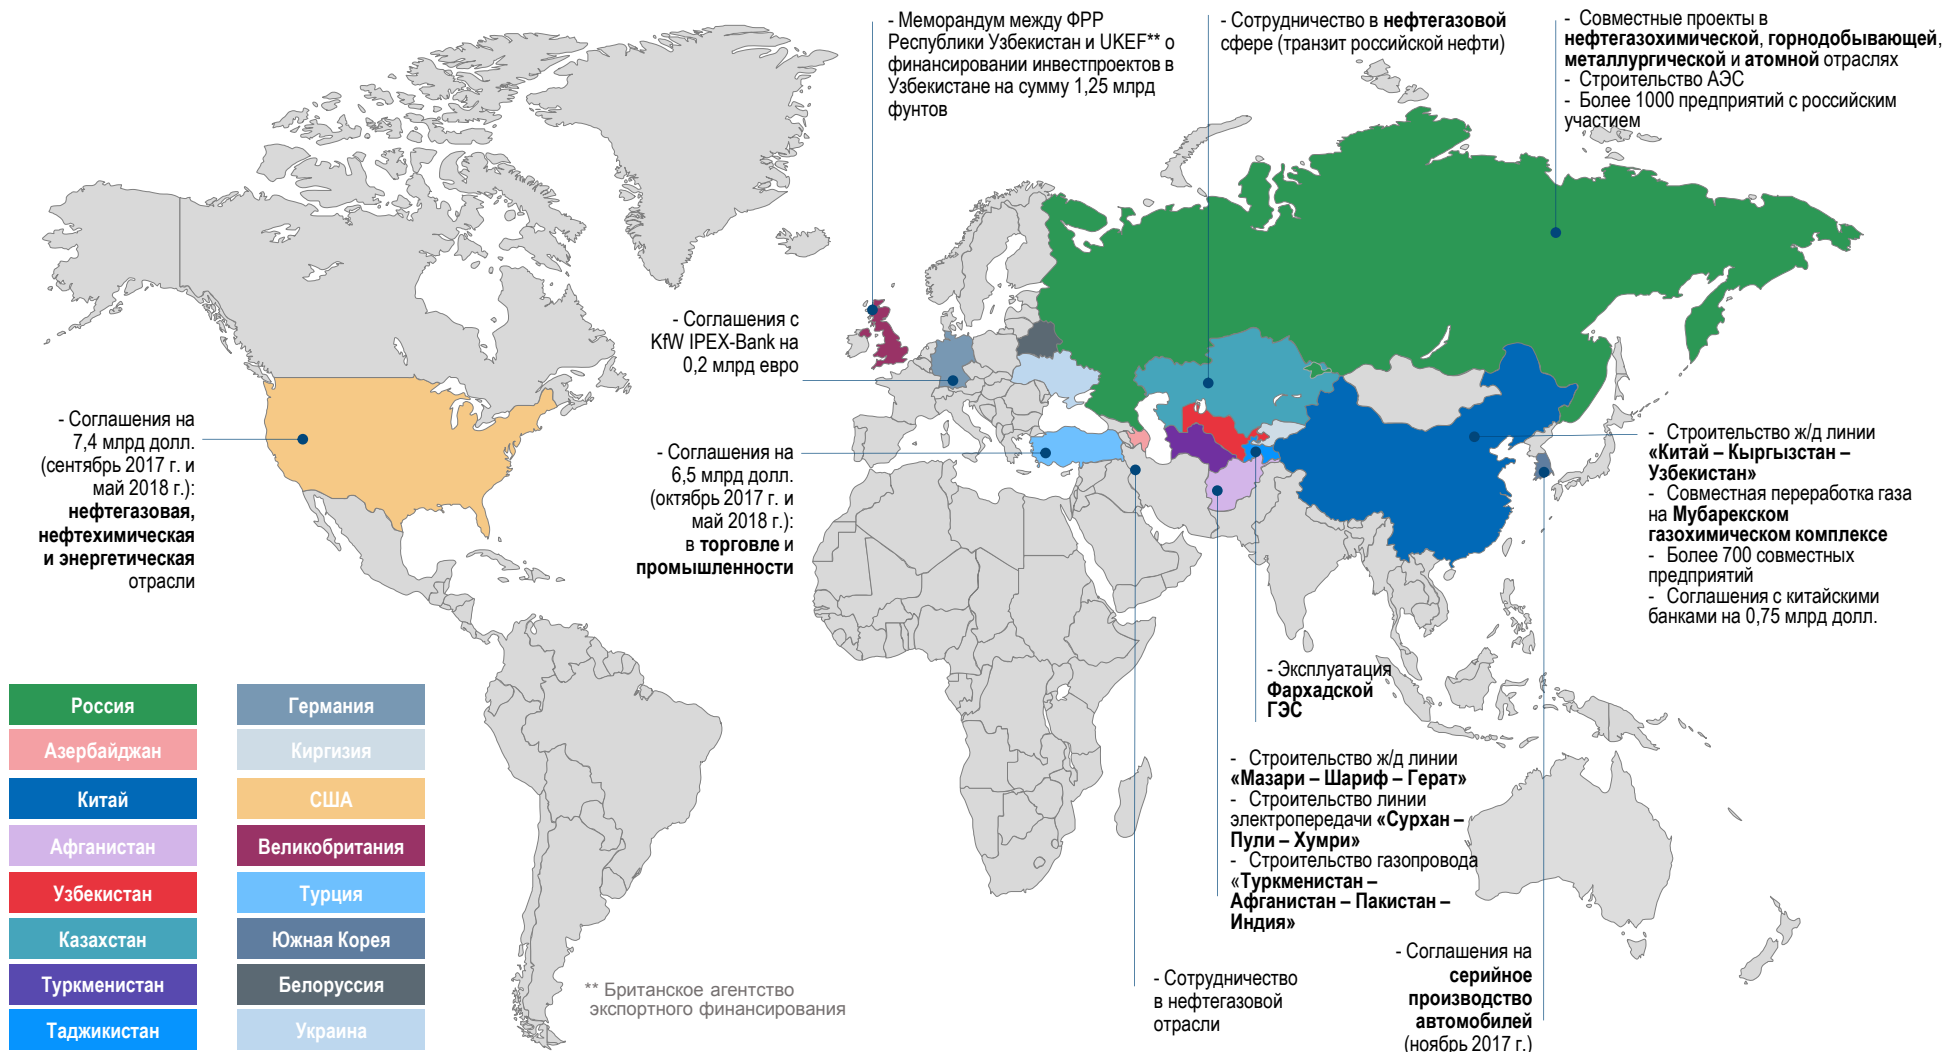 - Меморандум между ФРР
Республики Узбекистан и UKEF** о
финансировании инвестпроектов в
Узбекистане на сумму 1,25 млрд
фунтов
- Сотрудничество в нефтегазовой
сфере (транзит российской нефти)
- Совместные проекты в
нефтегазохимической, горнодобывающей,
металлургической и атомной отраслях
- Строительство АЭС
- Более 1000 предприятий с российским
участием
- Соглашения с
KfW IPEX-Bank на
0,2 млрд евро
- Соглашения на
7,4 млрд долл.
(сентябрь 2017 г. и
май 2018 г.):
нефтегазовая,
нефтехимическая
и энергетическая
отрасли
- Соглашения на
6,5 млрд долл.
(октябрь 2017 г. и
май 2018 г.):
в торговле и
промышленности
- Строительство ж/д линии
«Китай – Кыргызстан –
Узбекистан»
- Совместная переработка газа
на Мубарекском
газохимическом комплексе
- Более 700 совместных
предприятий
- Соглашения с китайскими
банками на 0,75 млрд долл.
- Эксплуатация
Фархадской
ГЭС
- Строительство ж/д линии
«Мазари – Шариф – Герат»
- Строительство линии
электропередачи «Сурхан –
Пули – Хумри»
- Строительство газопровода
«Туркменистан –
Афганистан – Пакистан –
Индия»
- Сотрудничество
в нефтегазовой
отрасли
- Соглашения на
серийное
производство
автомобилей
(ноябрь 2017 г.)
Россия
Азербайджан
Китай
Афганистан
Узбекистан
Казахстан
Туркменистан
Таджикистан
Германия
Киргизия
США
Великобритания
Турция
Южная Корея
Белоруссия
Украина
** Британское агентство
экспортного финансирования